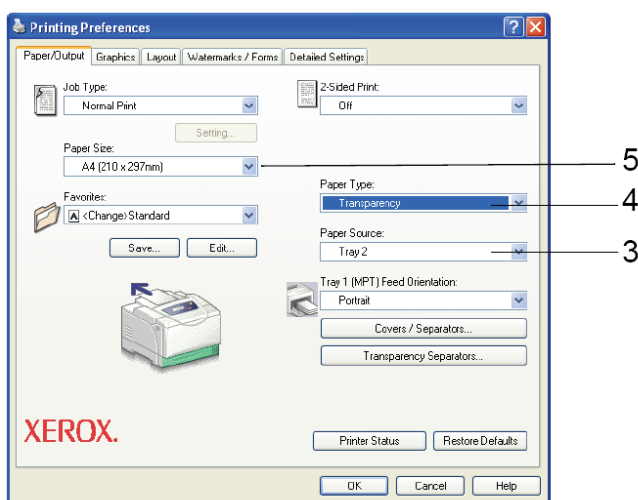 Printing Preferences
Paper/Output Graphics Layout Watermarks / Forms Detailed Settings
Job Type:
Normal Print
Setting...
2-Sided Print:
Off
Paper Size:
A4 (210 x 297mm)
5
Favorites:
A <Change>Standard
Save... Edit...
Paper Type:
Transparency
4
Paper Source:
Tray 2
3
Tray 1 (MPT) Feed Orientation:
Portrait
Covers / Separators...
Transparency Separators...
XEROX.
Printer Status Restore Defaults
OK Cancel Help